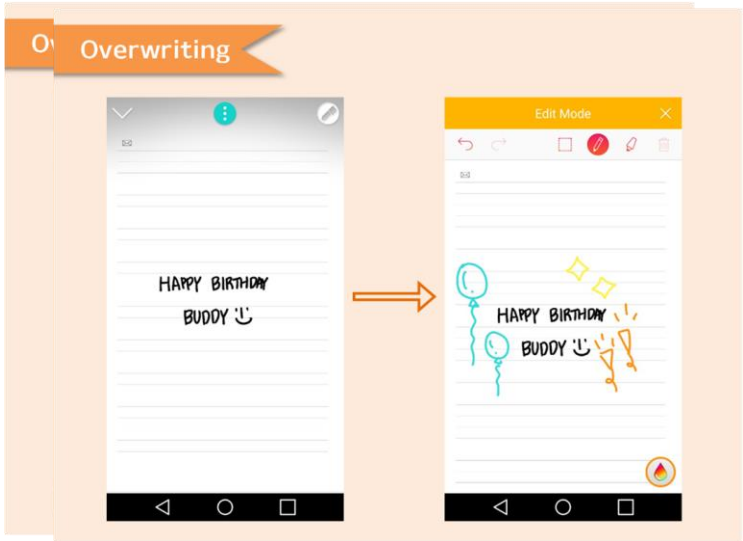 Ov
Overwriting
HAPPY BIRTHDAY
BUDDY
Edit Mode
HAPPY BIRTHDAY
BUDDY